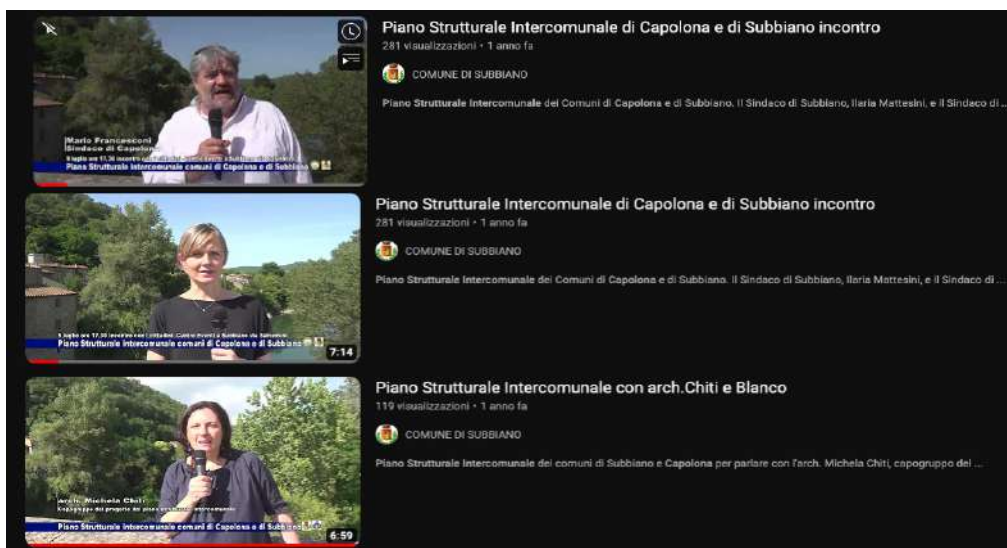 Piano Strutturale Intercomunale di Capolona e di Subbiano incontro
281 visualizzazioni • 1 anno fa
COMUNE DI SUBBIANO
Piano Strutturale Intercomunale dei Comuni di Capolona e di Subbiano. Il Sindaco di Subbiano, Ilaria Mattesini, e il Sindaco di ...
Mario Francesconi
Sindaco di Capolona
Piano Strutturale Intercomunale comuni di Capolona e di Subbiano
Piano Strutturale Intercomunale di Capolona e di Subbiano incontro
281 visualizzazioni • 1 anno fa
COMUNE DI SUBBIANO
Piano Strutturale Intercomunale dei Comuni di Capolona e di Subbiano. Il Sindaco di Subbiano, Ilaria Mattesini, e il Sindaco di ...
Piano Strutturale Intercomunale comuni di Capolona e di Subbiano
7:14
Piano Strutturale Intercomunale con arch.Chiti e Blanco
119 visualizzazioni • 1 anno fa
COMUNE DI SUBBIANO
Piano Strutturale Intercomunale dei comuni di Subbiano e Capolona per parlare con l'arch. Michela Chiti, capogruppo del ...
arch. Michela Chiti
Piano Strutturale Intercomunale comuni di Capolona e di Subbiano
6:59